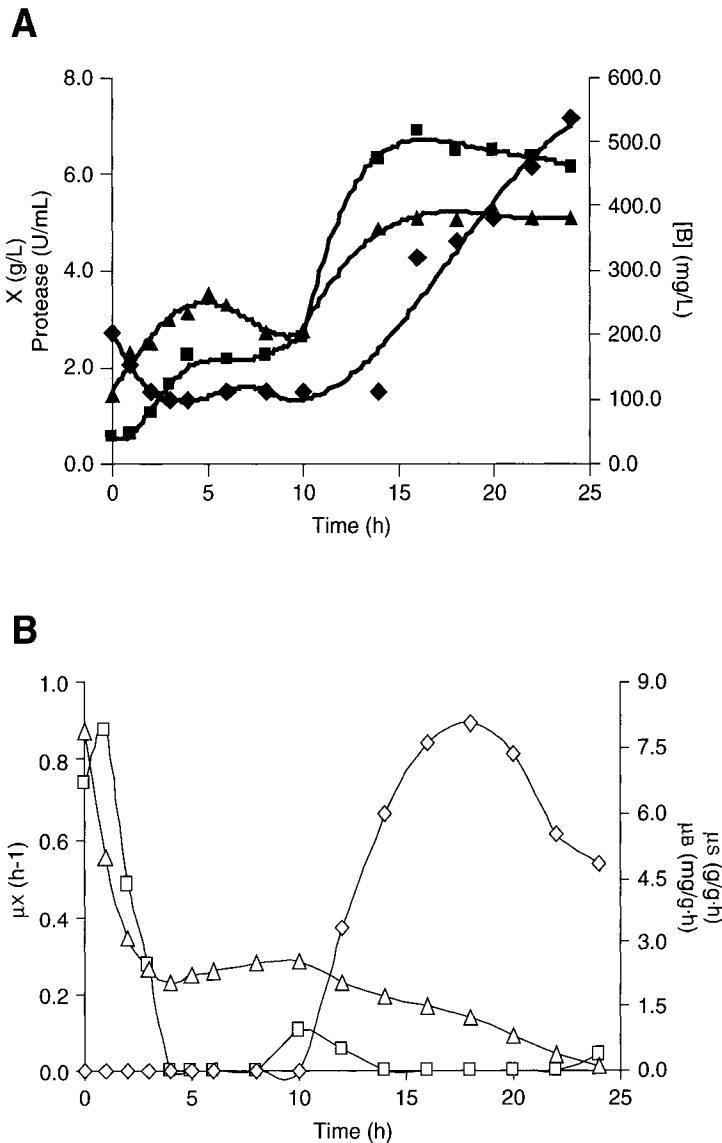 A
8.0
6.0
4.0
2.0
0.0
X (g/L)
Protease (U/mL)
600.0
500.0
400.0
300.0
200.0
100.0
0.0
[B] (mg/L)
0 5 10 15 20 25
Time (h)
B
1.0
0.8
0.6
0.4
0.2
0.0
μx (h-1)
9.0
7.5
6.0
4.5
3.0
1.5
0.0
μS (g/g·h)
μB (mg/g·h)
0 5 10 15 20 25
Time (h)